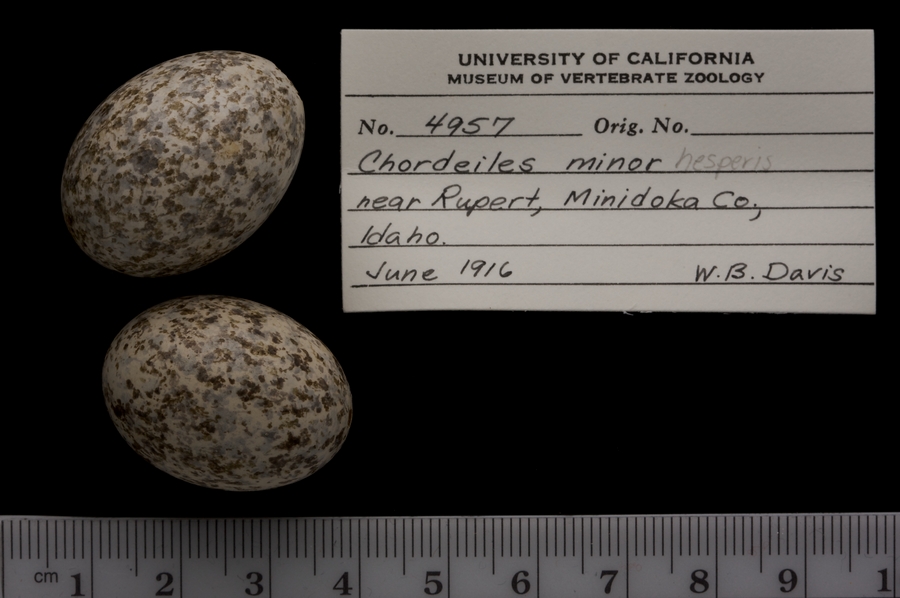 UNIVERSITY OF CALIFORNIA
MUSEUM OF VERTEBRATE ZOOLOGY
No. 4957 Orig. No.
Chordeiles minor hesperis
near Rupert, Minidoka Co.,
Idaho.
June 1916 W.B. Davis
cm 1 2 3 4 5 6 7 8 9 1